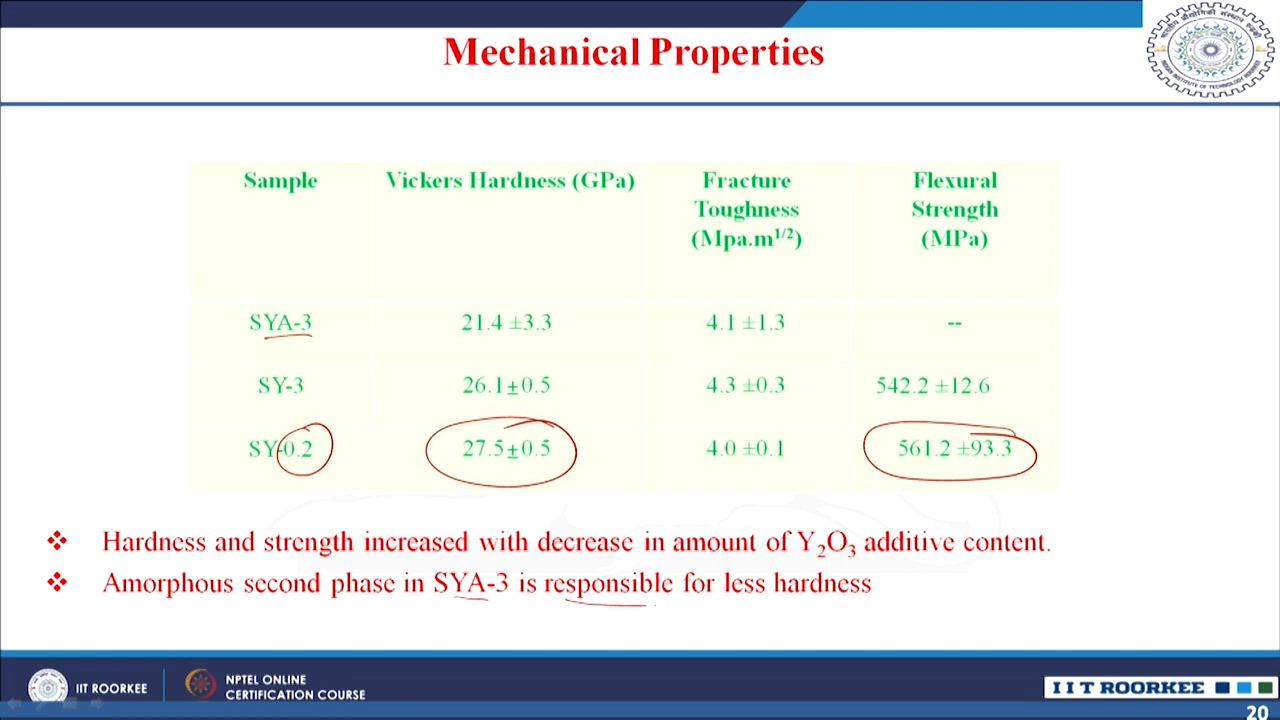 Mechanical Properties
Sample Vickers Hardness (GPa) Fracture Toughness (Mpa.m¹/²) Flexural Strength (MPa)
SYA-3 21.4 ±3.3 4.1 ±1.3 --
SY-3 26.1±0.5 4.3 ±0.3 542.2 ±12.6
SY-0.2 27.5±0.5 4.0 ±0.1 561.2 ±93.3
❖ Hardness and strength increased with decrease in amount of Y₂O₃ additive content.
❖ Amorphous second phase in SYA-3 is responsible for less hardness
IIT ROORKEE
NPTEL ONLINE
CERTIFICATION COURSE
IIT ROORKEE
20